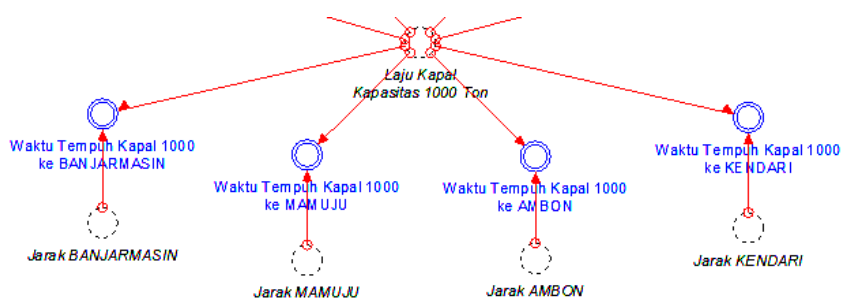 Laju Kapal
Kapasitas 1000 Ton
Waktu Tempuh Kapal 1000
ke BANJARMASIN
Waktu Tempuh Kapal 1000
ke MAMUJU
Waktu Tempuh Kapal 1000
ke AMBON
Waktu Tempuh Kapal 1000
ke KENDARI
Jarak BANJARMASIN
Jarak MAMUJU
Jarak AMBON
Jarak KENDARI